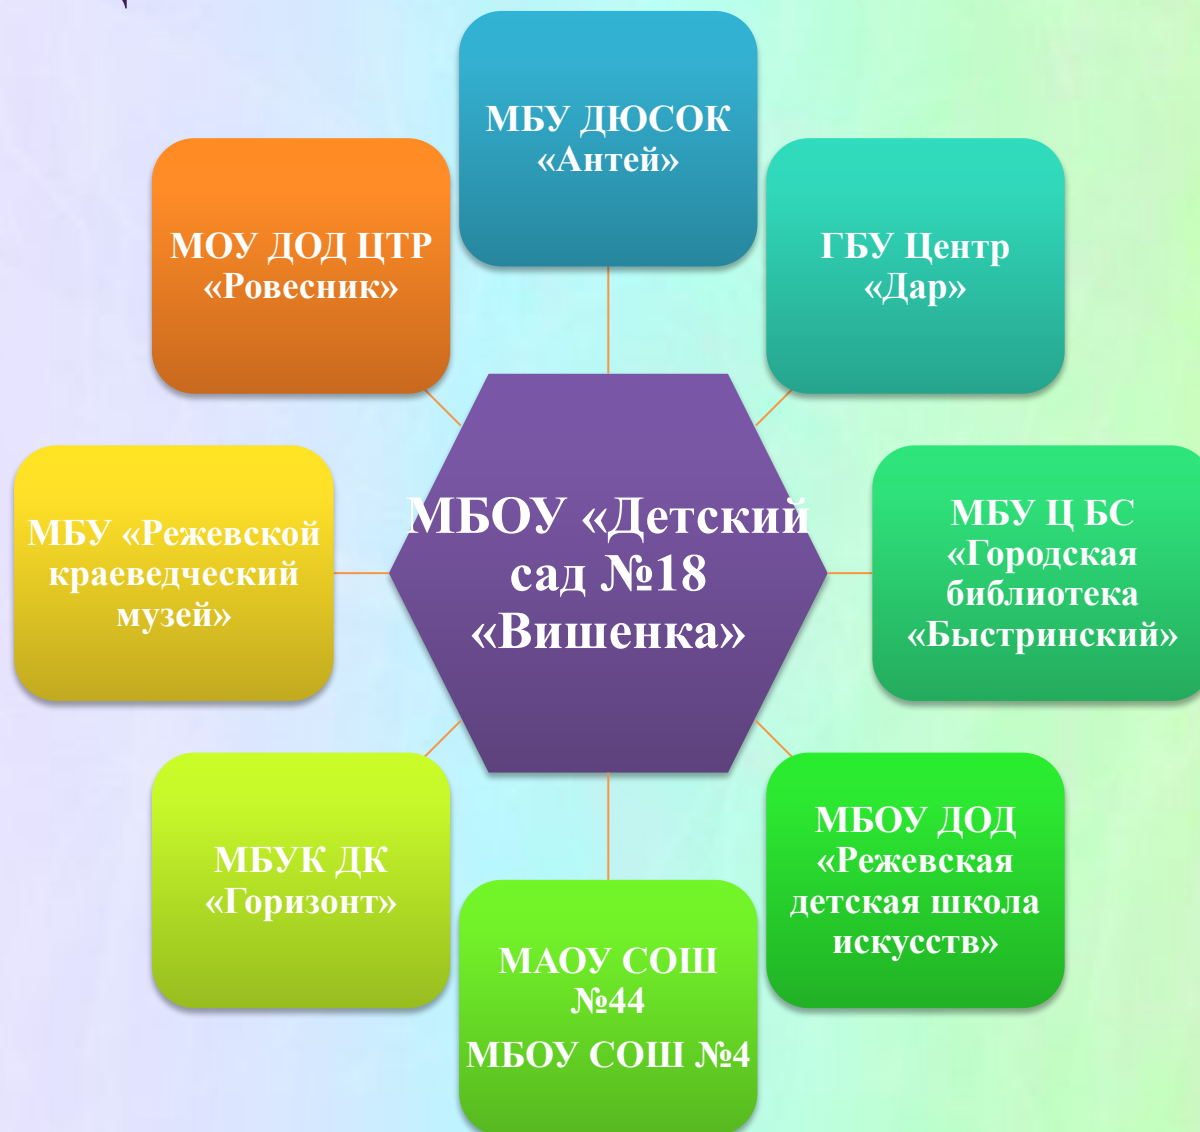 МБУ ДЮСОК
«Антей»
ГБУ Центр
«Дар»
МБУ Ц БС
«Городская
библиотека
«Быстринский»
МБОУ ДОД
«Режевская
детская школа
искусств»
МАОУ СОШ
№44
МБОУ СОШ №4
МБУК ДК
«Горизонт»
МБУ «Режевской
краеведческий
музей»
МОУ ДОД ЦТР
«Ровесник»
МБОУ «Детский
сад №18
«Вишенка»